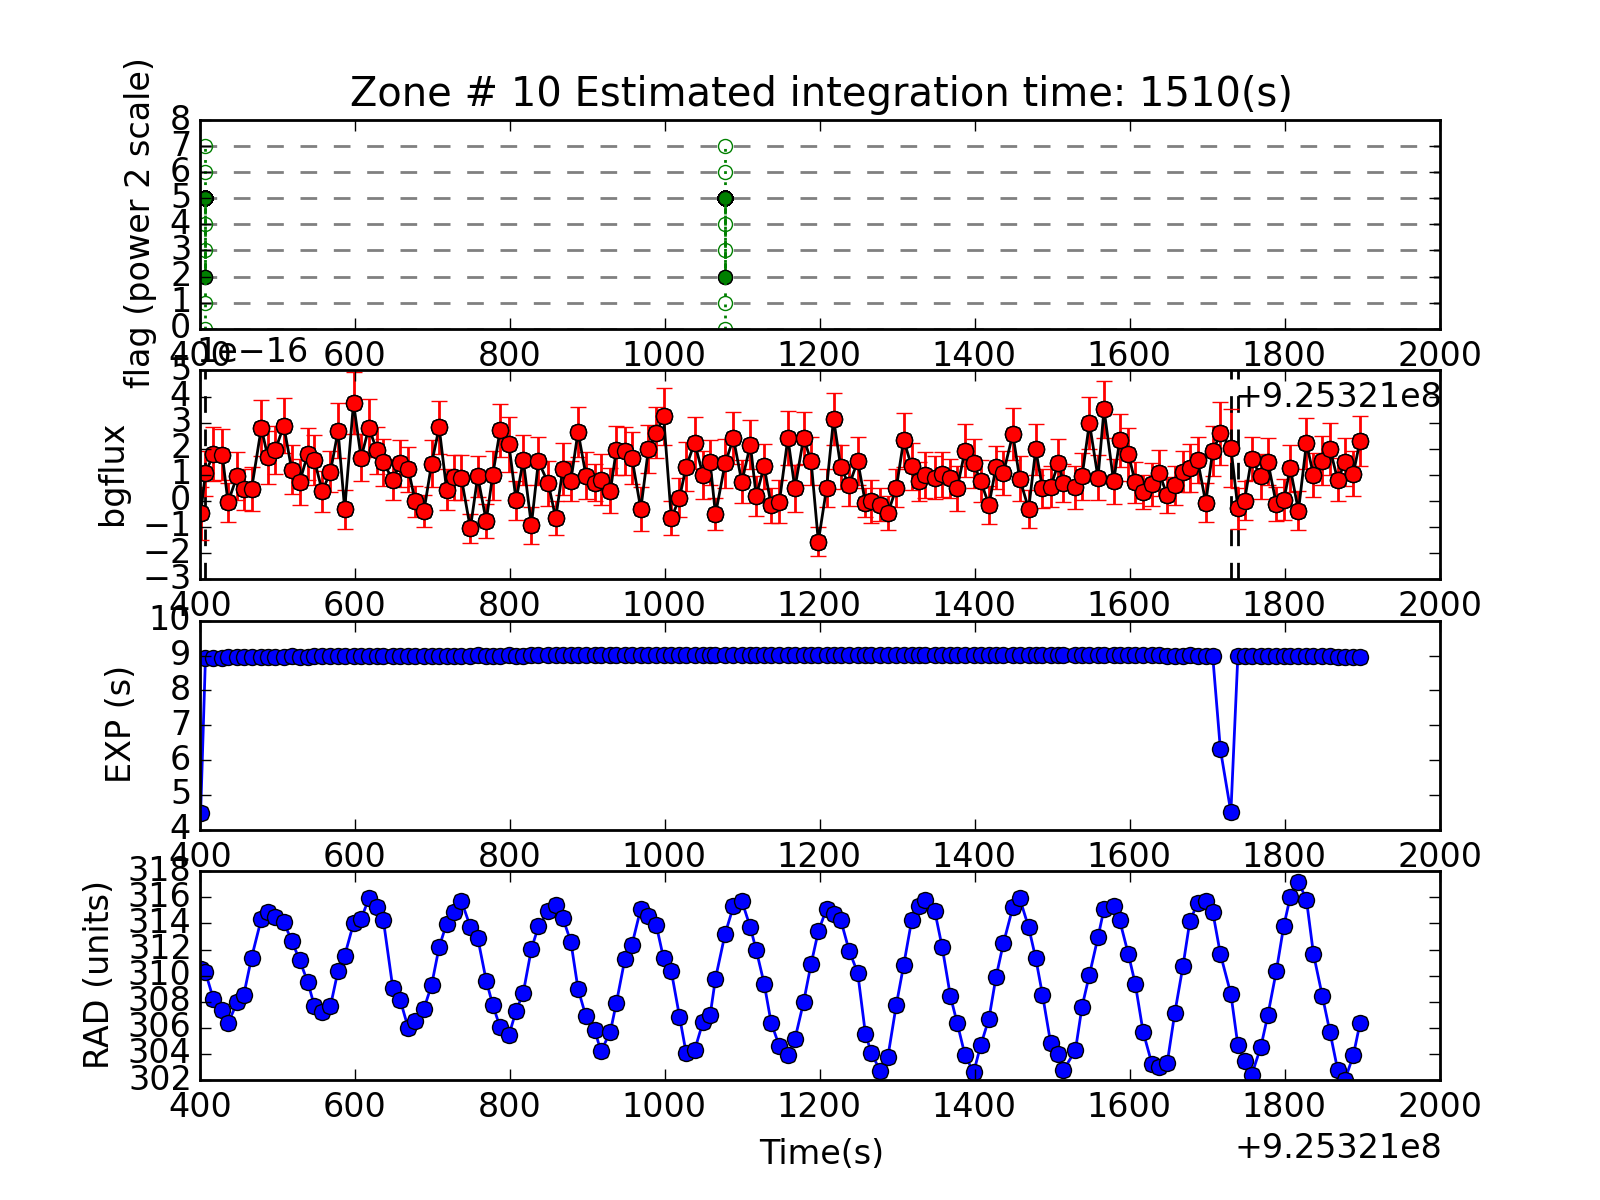 Zone # 10 Estimated integration time: 1510(s)
flag (power 2 scale)
8
7
6
5
4
3
2
1
0
400 600 800 1000 1200 1400 1600 1800 2000
1e−16
+9.25321e8
bgflux
5
4
3
2
1
0
−1
−2
−3
400 600 800 1000 1200 1400 1600 1800 2000
EXP (s)
10
9
8
7
6
5
4
400 600 800 1000 1200 1400 1600 1800 2000
RAD (units)
318
316
314
312
310
308
306
304
302
400 600 800 1000 1200 1400 1600 1800 2000
Time(s)
+9.25321e8